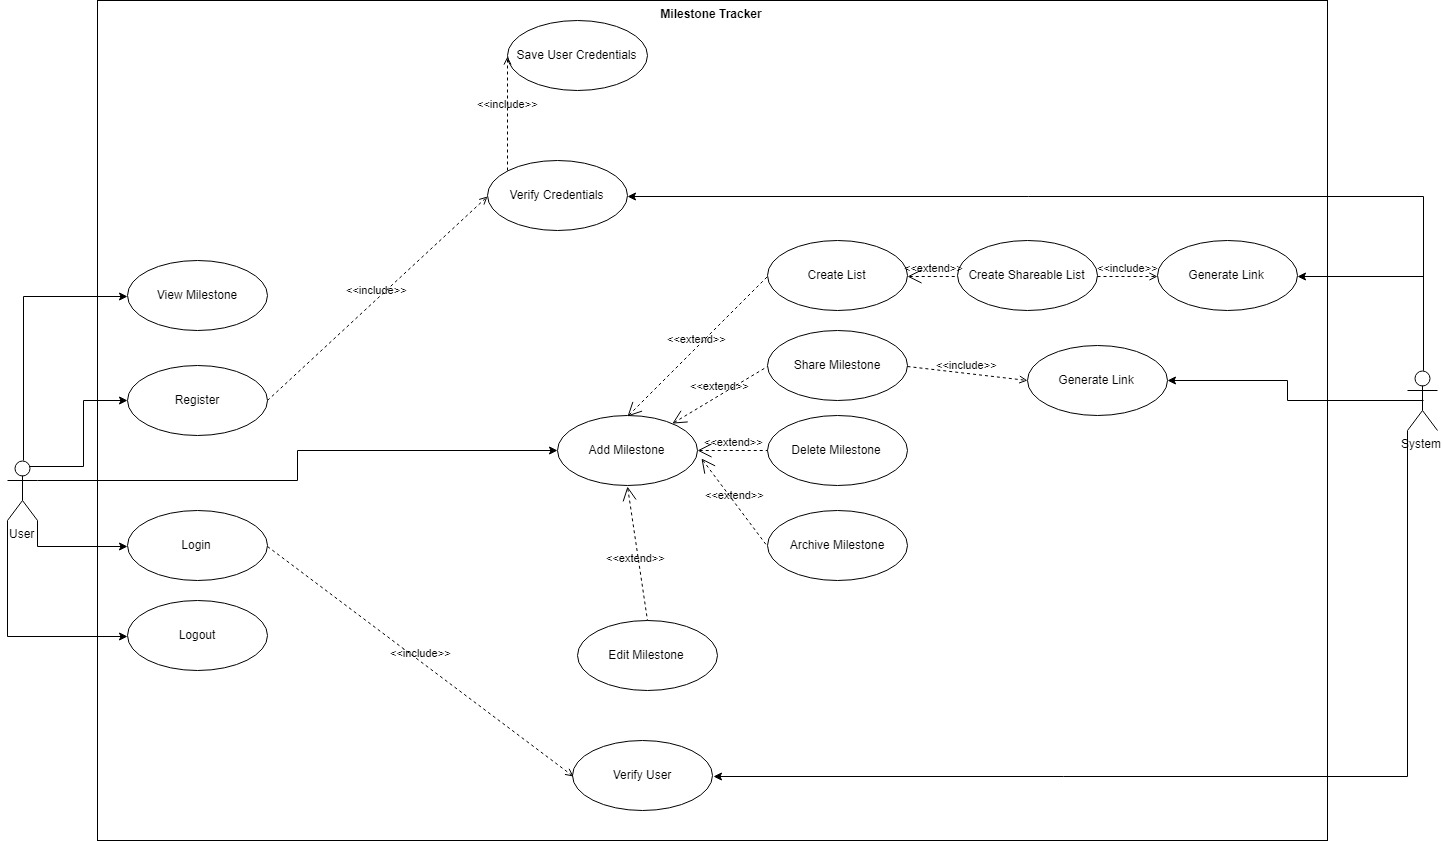 Milestone Tracker
Save User Credentials
<<include>>
Verify Credentials
<<include>>
View Milestone
Register
Create List
<<extend>>
Create Shareable List
<<include>>
Generate Link
<<extend>>
Share Milestone
<<include>>
Generate Link
<<extend>>
Add Milestone
<<extend>>
Delete Milestone
<<extend>>
Archive Milestone
System
User
Login
<<extend>>
Logout
<<include>>
Edit Milestone
Verify User